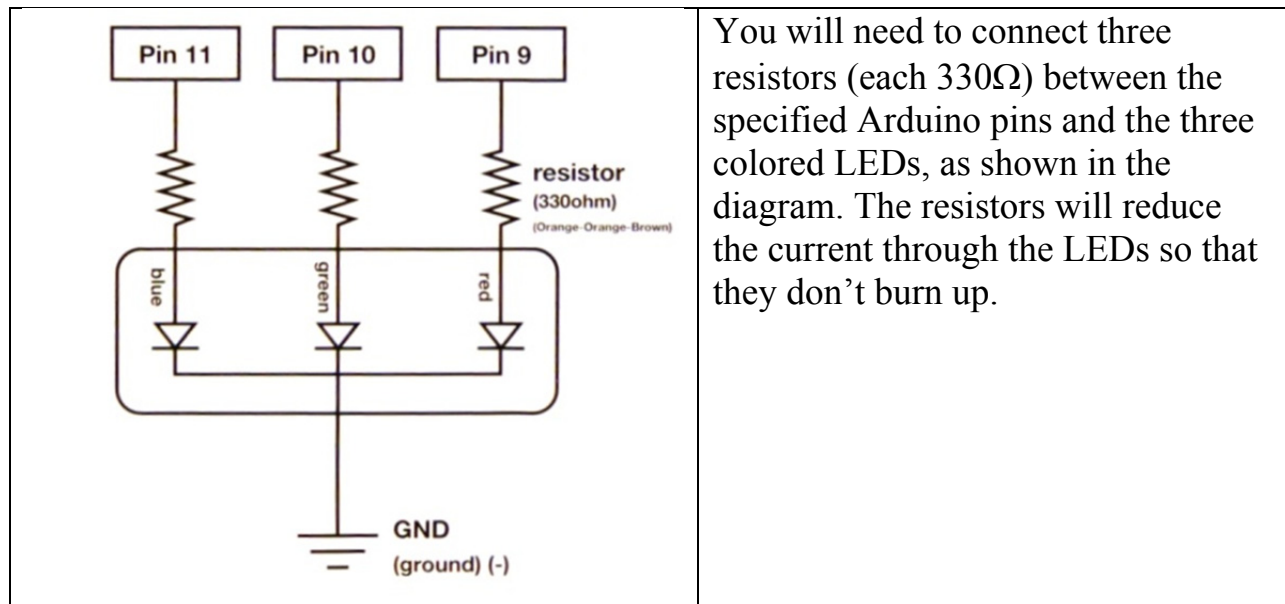 Pin 11 Pin 10 Pin 9
resistor
(330ohm)
(Orange-Orange-Brown)
blue green red
GND
(ground) (-)
You will need to connect three
resistors (each 330Ω) between the
specified Arduino pins and the three
colored LEDs, as shown in the
diagram. The resistors will reduce
the current through the LEDs so that
they don’t burn up.